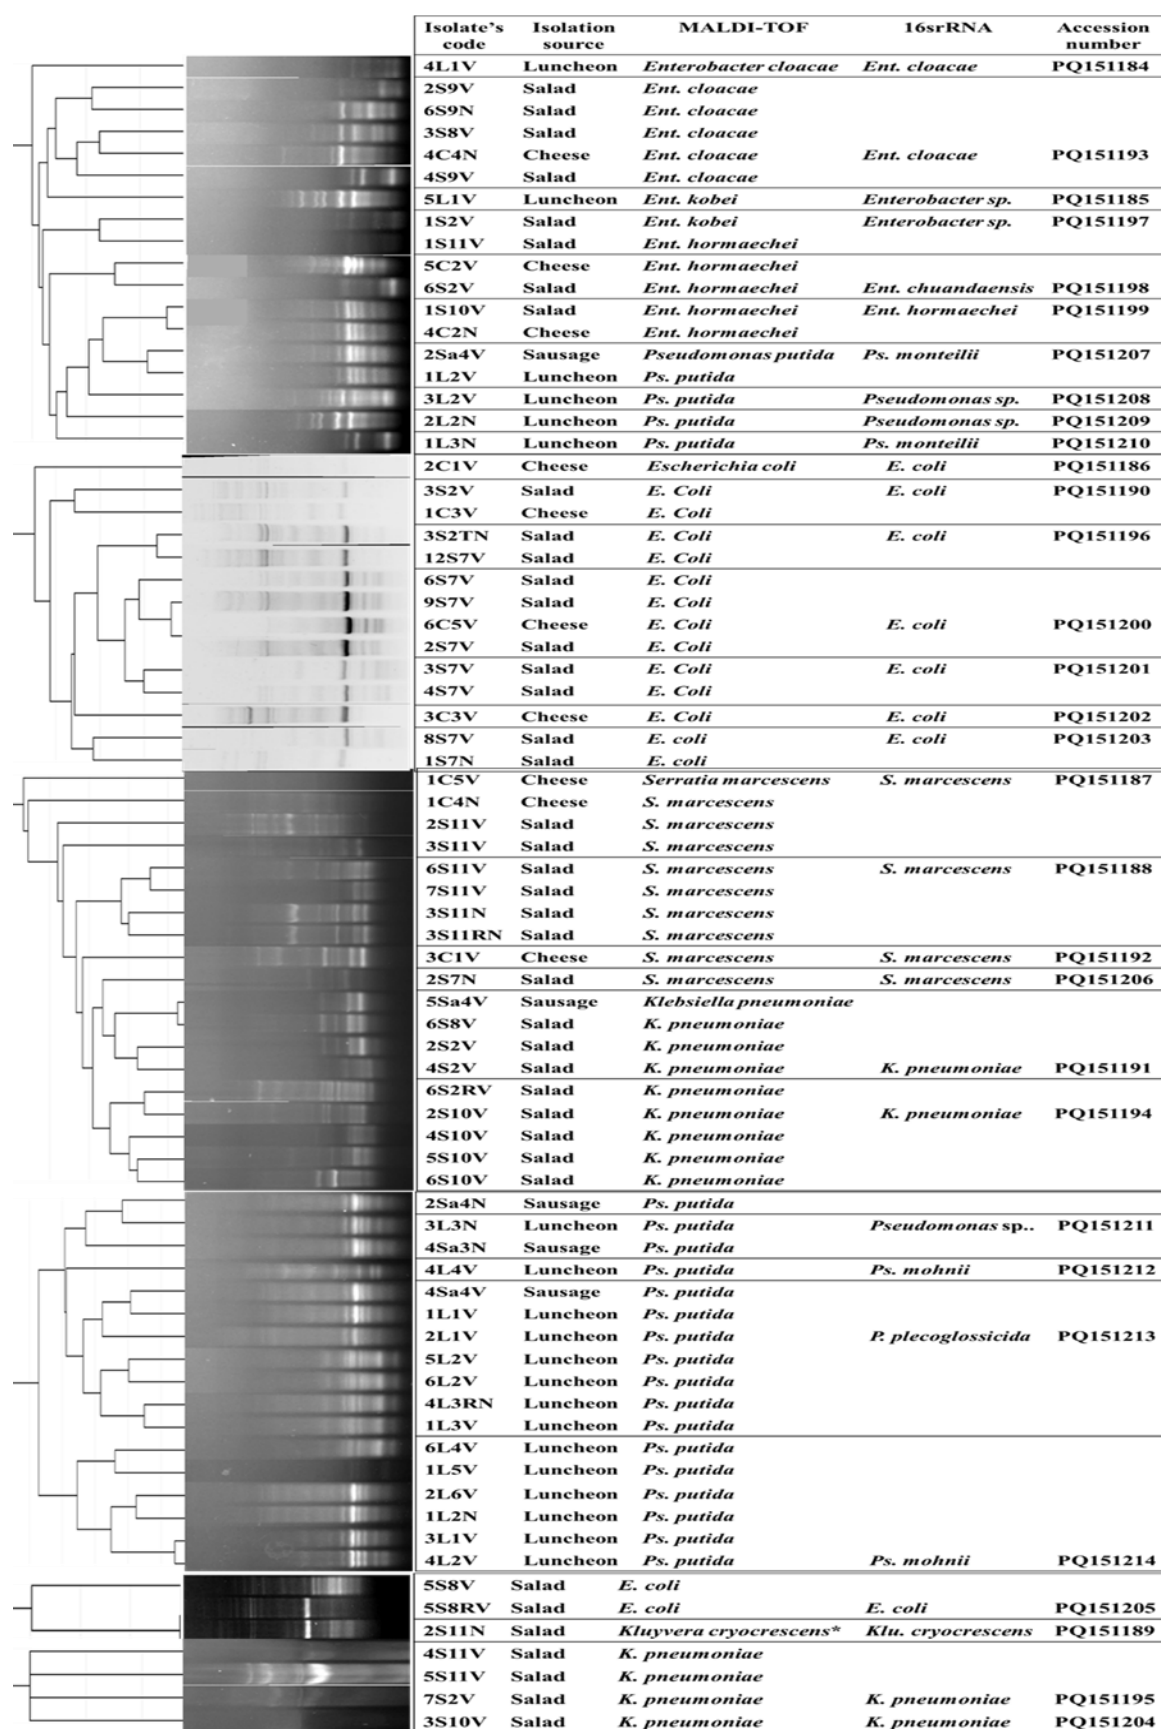 Isolate's code Isolation source MALDI-TOF 16srRNA Accession number
4L1V Luncheon Enterobacter cloacae Ent. cloacae PQ151184
2S9V Salad Ent. cloacae
6S9N Salad Ent. cloacae
3S8V Salad Ent. cloacae
4C4N Cheese Ent. cloacae Ent. cloacae PQ151193
4S9V Salad Ent. cloacae
5L1V Luncheon Ent. kobei Enterobacter sp. PQ151185
1S2V Salad Ent. kobei Enterobacter sp. PQ151197
1S11V Salad Ent. hormaechei
5C2V Cheese Ent. hormaechei
6S2V Salad Ent. hormaechei Ent. chuandaensis PQ151198
1S10V Salad Ent. hormaechei Ent. hormaechei PQ151199
4C2N Cheese Ent. hormaechei
2Sa4V Sausage Pseudomonas putida Ps. monteilii PQ151207
1L2V Luncheon Ps. putida
3L2V Luncheon Ps. putida Pseudomonas sp. PQ151208
2L2N Luncheon Ps. putida Pseudomonas sp. PQ151209
1L3N Luncheon Ps. putida Ps. monteilii PQ151210
2C1V Cheese Escherichia coli E. coli PQ151186
3S2V Salad E. Coli E. coli PQ151190
1C3V Cheese E. Coli
3S2TN Salad E. Coli E. coli PQ151196
12S7V Salad E. Coli
6S7V Salad E. Coli
9S7V Salad E. Coli
6C5V Cheese E. Coli E. coli PQ151200
2S7V Salad E. Coli
3S7V Salad E. Coli E. coli PQ151201
4S7V Salad E. Coli
3C3V Cheese E. Coli E. coli PQ151202
8S7V Salad E. coli E. coli PQ151203
1S7N Salad E. coli
1C5V Cheese Serratia marcescens S. marcescens PQ151187
1C4N Cheese S. marcescens
2S11V Salad S. marcescens
3S11V Salad S. marcescens
6S11V Salad S. marcescens S. marcescens PQ151188
7S11V Salad S. marcescens
3S11N Salad S. marcescens
3S11RN Salad S. marcescens
3C1V Cheese S. marcescens S. marcescens PQ151192
2S7N Salad S. marcescens S. marcescens PQ151206
5Sa4V Sausage Klebsiella pneumoniae
6S8V Salad K. pneumoniae
2S2V Salad K. pneumoniae
4S2V Salad K. pneumoniae K. pneumoniae PQ151191
6S2RV Salad K. pneumoniae
2S10V Salad K. pneumoniae K. pneumoniae PQ151194
4S10V Salad K. pneumoniae
5S10V Salad K. pneumoniae
6S10V Salad K. pneumoniae
2Sa4N Sausage Ps. putida
3L3N Luncheon Ps. putida Pseudomonas sp.. PQ151211
4Sa3N Sausage Ps. putida
4L4V Luncheon Ps. putida Ps. mohnii PQ151212
4Sa4V Sausage Ps. putida
1L1V Luncheon Ps. putida
2L1V Luncheon Ps. putida P. plecoglossicida PQ151213
5L2V Luncheon Ps. putida
6L2V Luncheon Ps. putida
4L3RN Luncheon Ps. putida
1L3V Luncheon Ps. putida
6L4V Luncheon Ps. putida
1L5V Luncheon Ps. putida
2L6V Luncheon Ps. putida
1L2N Luncheon Ps. putida
3L1V Luncheon Ps. putida
4L2V Luncheon Ps. putida Ps. mohnii PQ151214
5S8V Salad E. coli
5S8RV Salad E. coli E. coli PQ151205
2S11N Salad Kluyvera cryocrescens* Klu. cryocrescens PQ151189
4S11V Salad K. pneumoniae
5S11V Salad K. pneumoniae
7S2V Salad K. pneumoniae K. pneumoniae PQ151195
3S10V Salad K. pneumoniae K. pneumoniae PQ151204